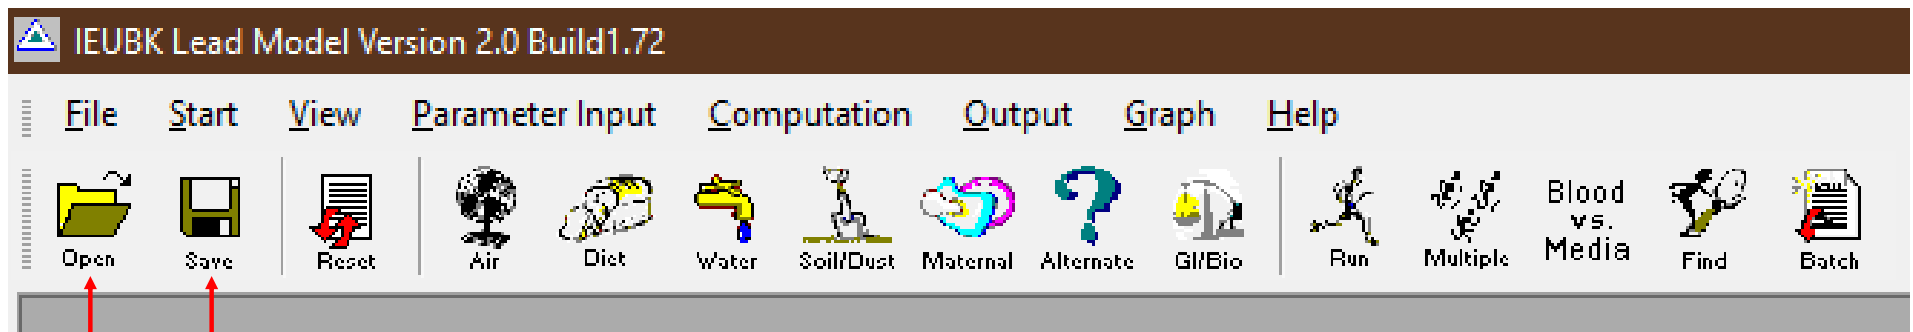 IEUBK Lead Model Version 2.0 Build1.72
File Start View Parameter Input Computation Output Graph Help
Open Save Reset Air Diet Water Soil/Dust Maternal Alternate GI/Bio Run Multiple Blood vs. Media Find Batch